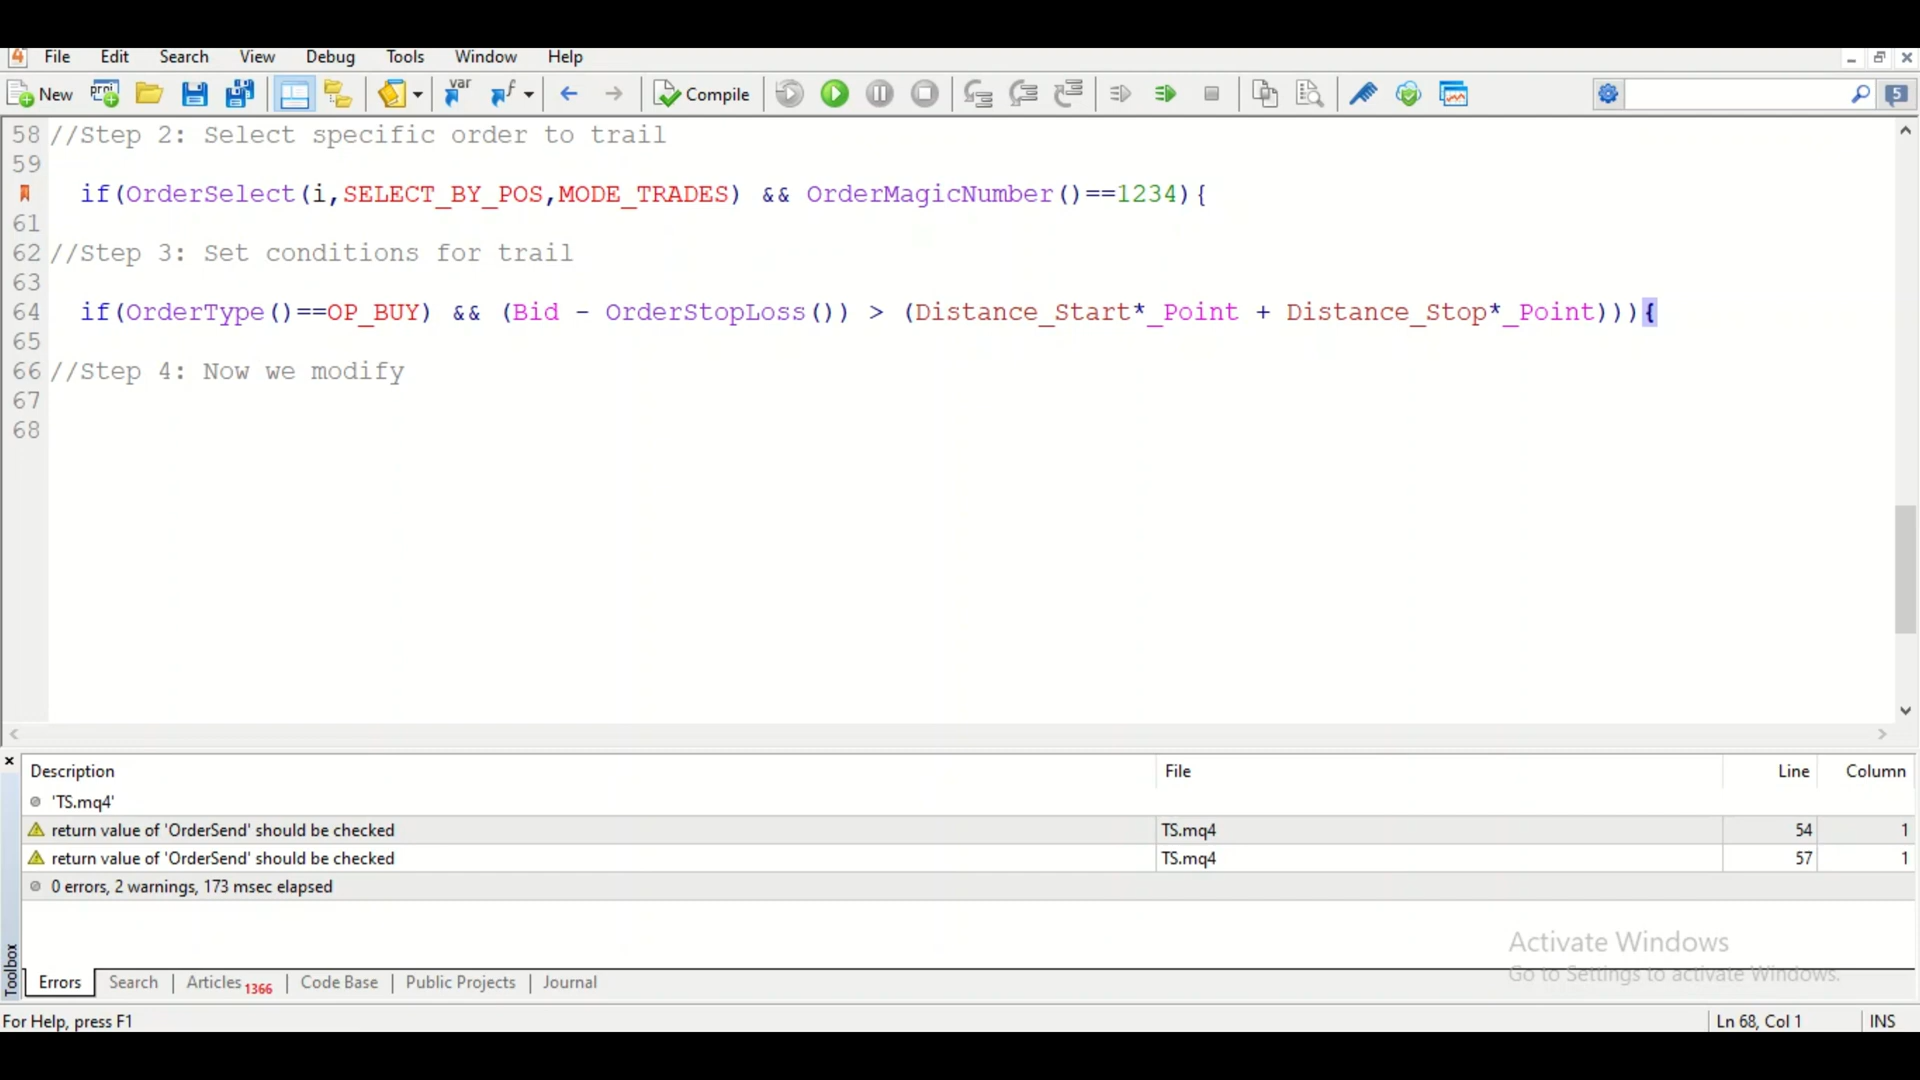 File Edit Search View Debug Tools Window Help
New Compile 5
58 //Step 2: Select specific order to trail
59
if(OrderSelect(i,SELECT_BY_POS,MODE_TRADES) && OrderMagicNumber()==1234){
61
62 //Step 3: Set conditions for trail
63
64 if(OrderType()==OP_BUY) && (Bid - OrderStopLoss()) > (Distance_Start*_Point + Distance_Stop*_Point))){
65
66 //Step 4: Now we modify
67
68
Description File Line Column
'TS.mq4'
return value of 'OrderSend' should be checked TS.mq4 54 1
return value of 'OrderSend' should be checked TS.mq4 57 1
0 errors, 2 warnings, 173 msec elapsed
Activate Windows
Go to Settings to activate Windows.
Toolbox
Errors Search Articles 1366 Code Base Public Projects Journal
For Help, press F1 Ln 68, Col 1 INS